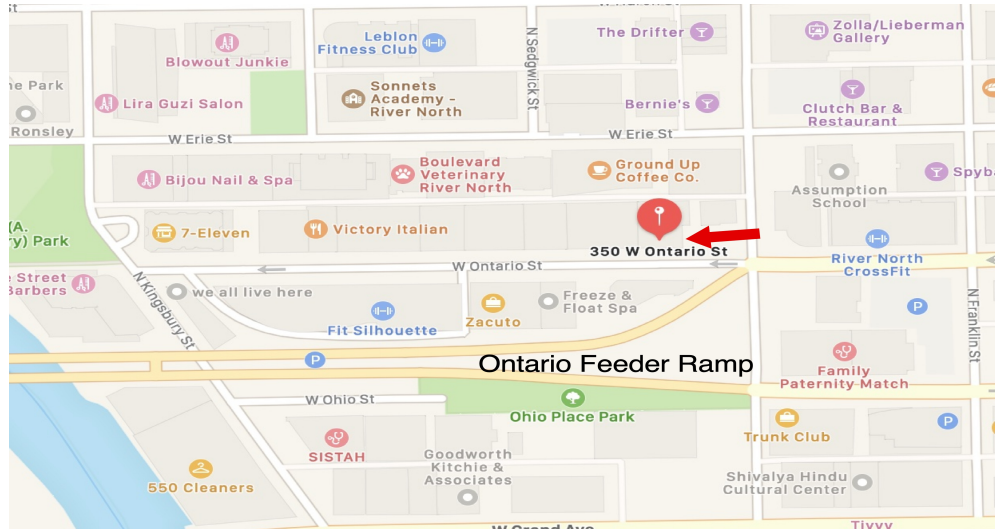 St
Leblon
Fitness Club
Blowout Junkie
N Sedgwick St
The Drifter
Zolla/Lieberman
Gallery
ne Park
Ronsley
Lira Guzi Salon
Sonnets
Academy -
River North
Bernie's
Clutch Bar &
Restaurant
W Erie St
W Erie St
Bijou Nail & Spa
Boulevard
Veterinary
River North
Ground Up
Coffee Co.
Assumption
School
Spyba
(A.
ry) Park
7-Eleven
Victory Italian
350 W Ontario St
River North
CrossFit
W Ontario St
e Street
Barbers
N Kingsbury St
we all live here
Fit Silhouette
Zacuto
Freeze &
Float Spa
P
N Franklin St
P
Ontario Feeder Ramp
Family
Paternity Match
W Ohio St
Ohio Place Park
Trunk Club
P
SISTAH
Goodworth
Kitchie &
Associates
550 Cleaners
Shivalya Hindu
Cultural Center
W Grand Ave
Tivvy